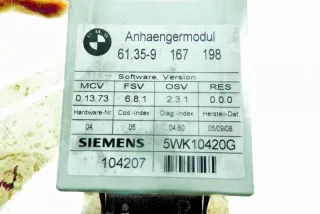 BMW
Anhaengermodul
61.35-9 167 198
Software. Version
MCV FSV OSV RES
0.13.73 6.8.1 2.3.1 0.0.0
Hardware-Nr. Cod.-Index Diag.-Index Herstell-Dat.
04 05 04.B0 05/09/08
SIEMENS 5WK10420G
104207